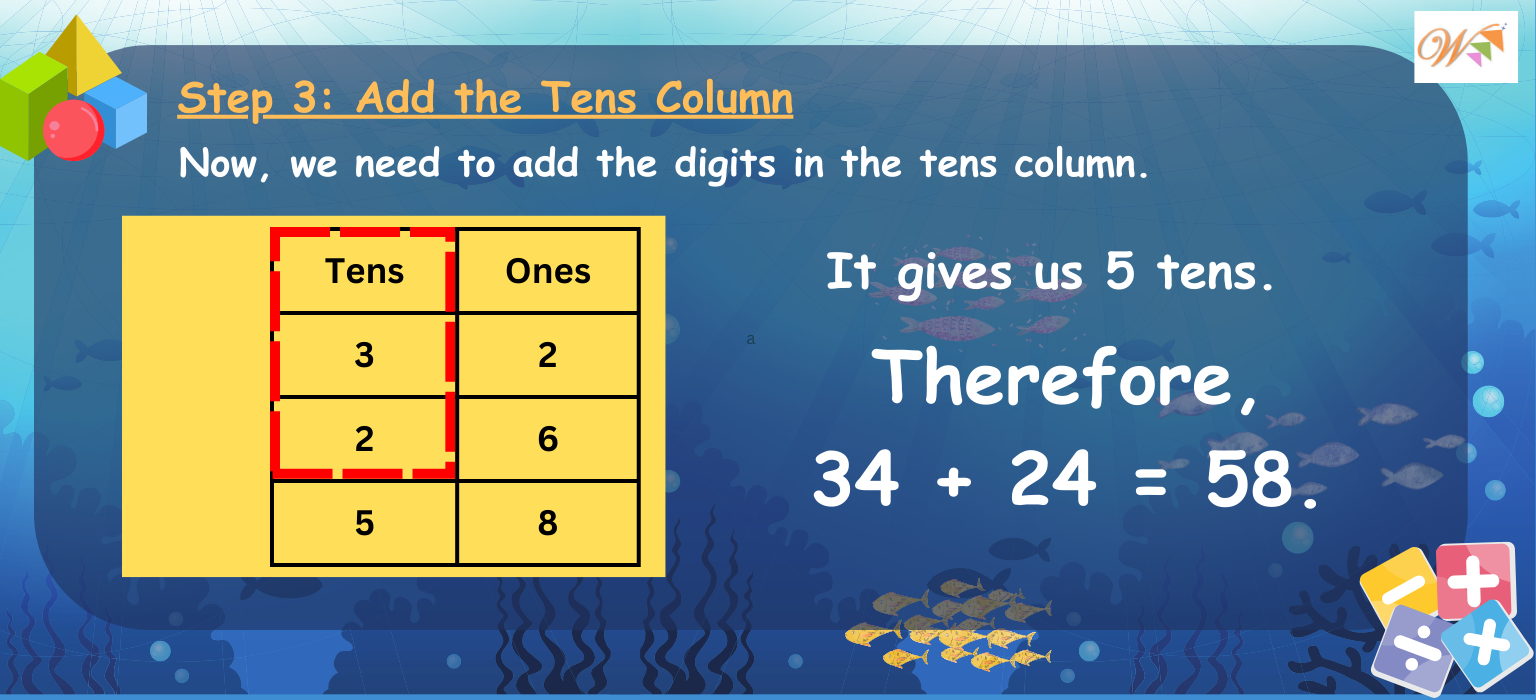 Step 3: Add the Tens Column
Now, we need to add the digits in the tens column.
Tens Ones
3 2
2 6
5 8
a
It gives us 5 tens.
Therefore,
34 + 24 = 58.
W